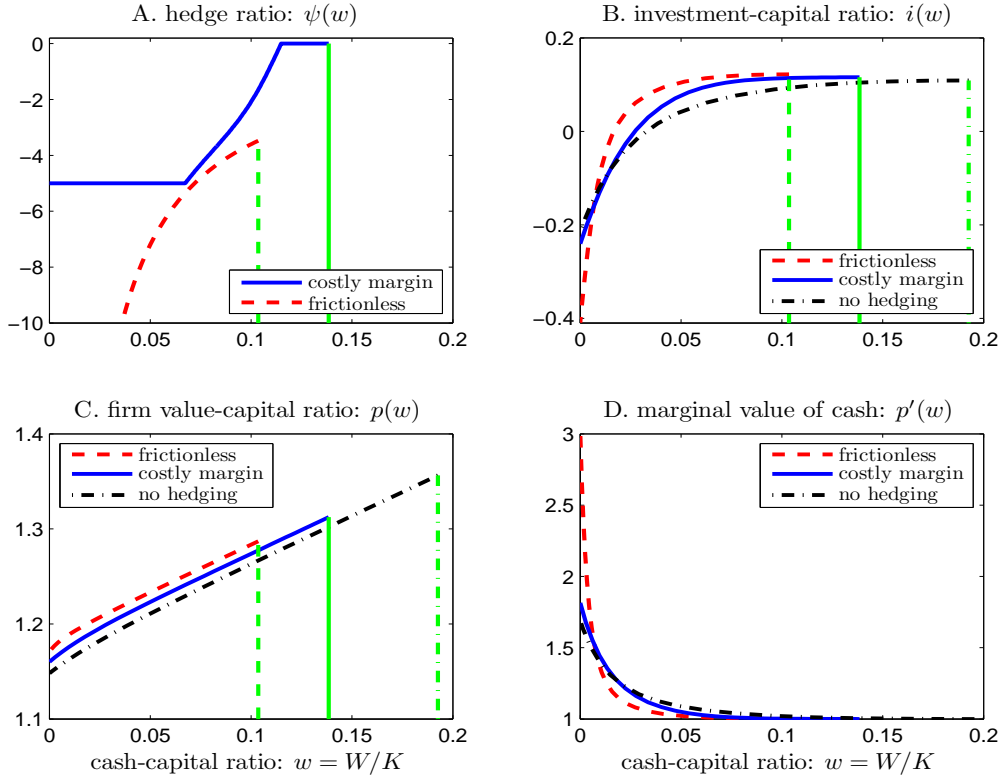 A. hedge ratio: ψ(w)
B. investment-capital ratio: i(w)
0
−2
−4
−6
−8
−10
0 0.05 0.1 0.15 0.2
costly margin
frictionless
0.2
0
−0.2
−0.4
0 0.05 0.1 0.15 0.2
frictionless
costly margin
no hedging
C. firm value-capital ratio: p(w)
D. marginal value of cash: p′(w)
1.4
1.3
1.2
1.1
0 0.05 0.1 0.15 0.2
frictionless
costly margin
no hedging
cash-capital ratio: w = W/K
3
2.5
2
1.5
1
0 0.05 0.1 0.15 0.2
frictionless
costly margin
no hedging
cash-capital ratio: w = W/K